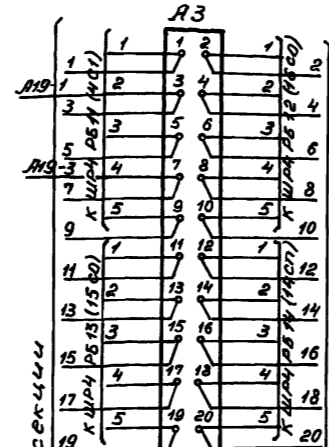 А3
1 1 1 2 1 2
А19-1 2 3 4 2 4
3 3 5 6 3 6
5
А19-3 4 7 8 4 8
7
5 9 10 5 10
9
1 11 12 1 12
11
2 13 14 2 14
13
3 15 16 3 16
15
4 17 18 4 18
17
5 19 20 5 20
19
К ШР4 РБ11 (4С1)
К ШР4 РБ12 (4БС0)
К ШР4 РБ13 (15С0)
К ШР4 РБ14 (14СП)
секции